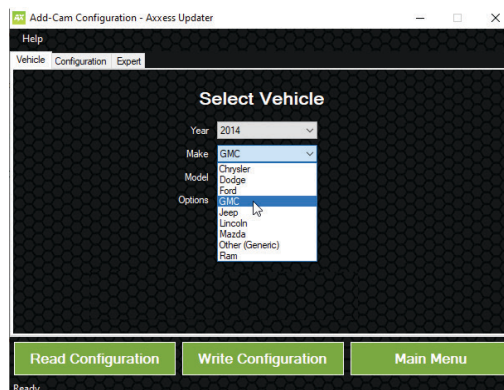 Add-Cam Configuration - Axxess Updater
Help
Vehicle Configuration Expert
Select Vehicle
Year 2014
Make GMC
Chrysler
Model Dodge
Ford
Options GMC
Jeep
Lincoln
Mazda
Other (Generic)
Ram
Read Configuration Write Configuration Main Menu
Ready